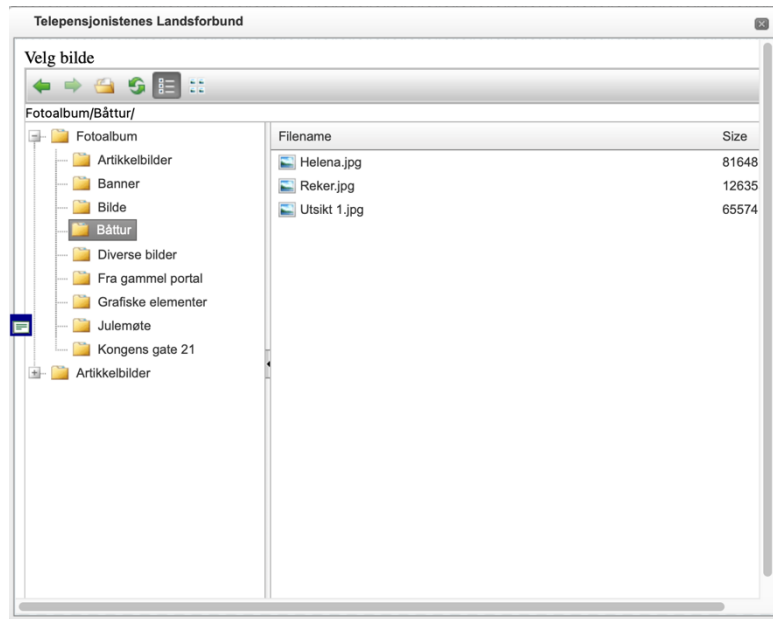 Telepensjonistenes Landsforbund
Velg bilde
Fotoalbum/Båttur/
Fotoalbum
Artikkelbilder
Banner
Bilde
Båttur
Diverse bilder
Fra gammel portal
Grafiske elementer
Julemøte
Kongens gate 21
Artikkelbilder
Filename Size
Helena.jpg 81648
Reker.jpg 12635
Utsikt 1.jpg 65574